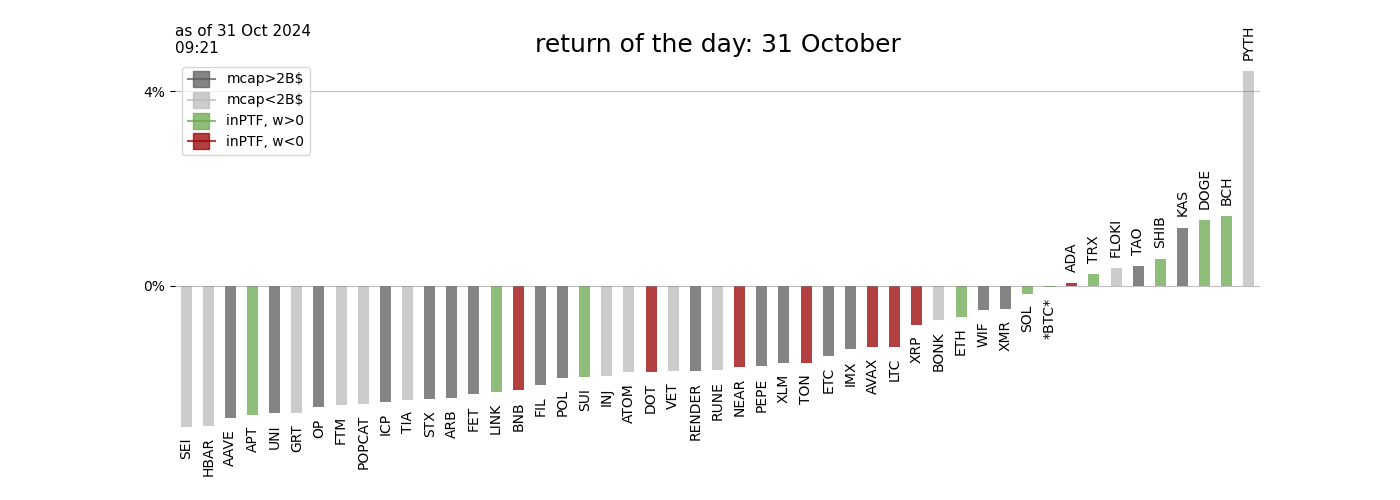 as of 31 Oct 2024
09:21
return of the day: 31 October
mcap>2B$
mcap<2B$
inPTF, w>0
inPTF, w<0
4%
0%
SEI
HBAR
AAVE
APT
UNI
GRT
OP
FTM
POPCAT
ICP
TIA
STX
ARB
FET
LINK
BNB
FIL
POL
SUI
INJ
ATOM
DOT
VET
RENDER
RUNE
NEAR
PEPE
XLM
TON
ETC
IMX
AVAX
LTC
XRP
BONK
ETH
WIF
XMR
SOL
*BTC*
ADA
TRX
FLOKI
TAO
SHIB
KAS
DOGE
BCH
PYTH